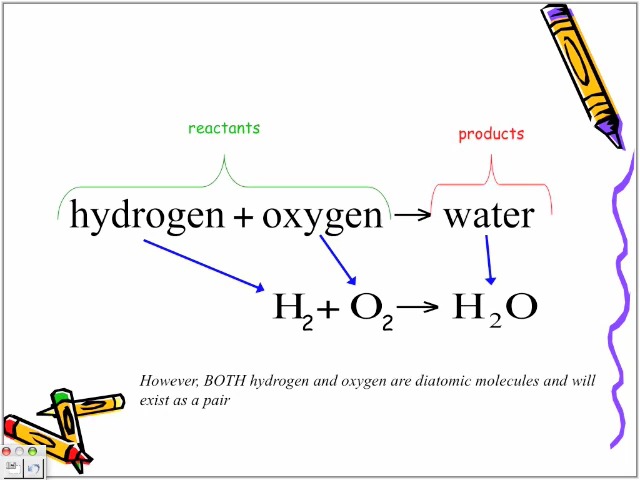 reactants
products
hydrogen + oxygen → water
H₂ + O₂ → H₂O
However, BOTH hydrogen and oxygen are diatomic molecules and will
exist as a pair